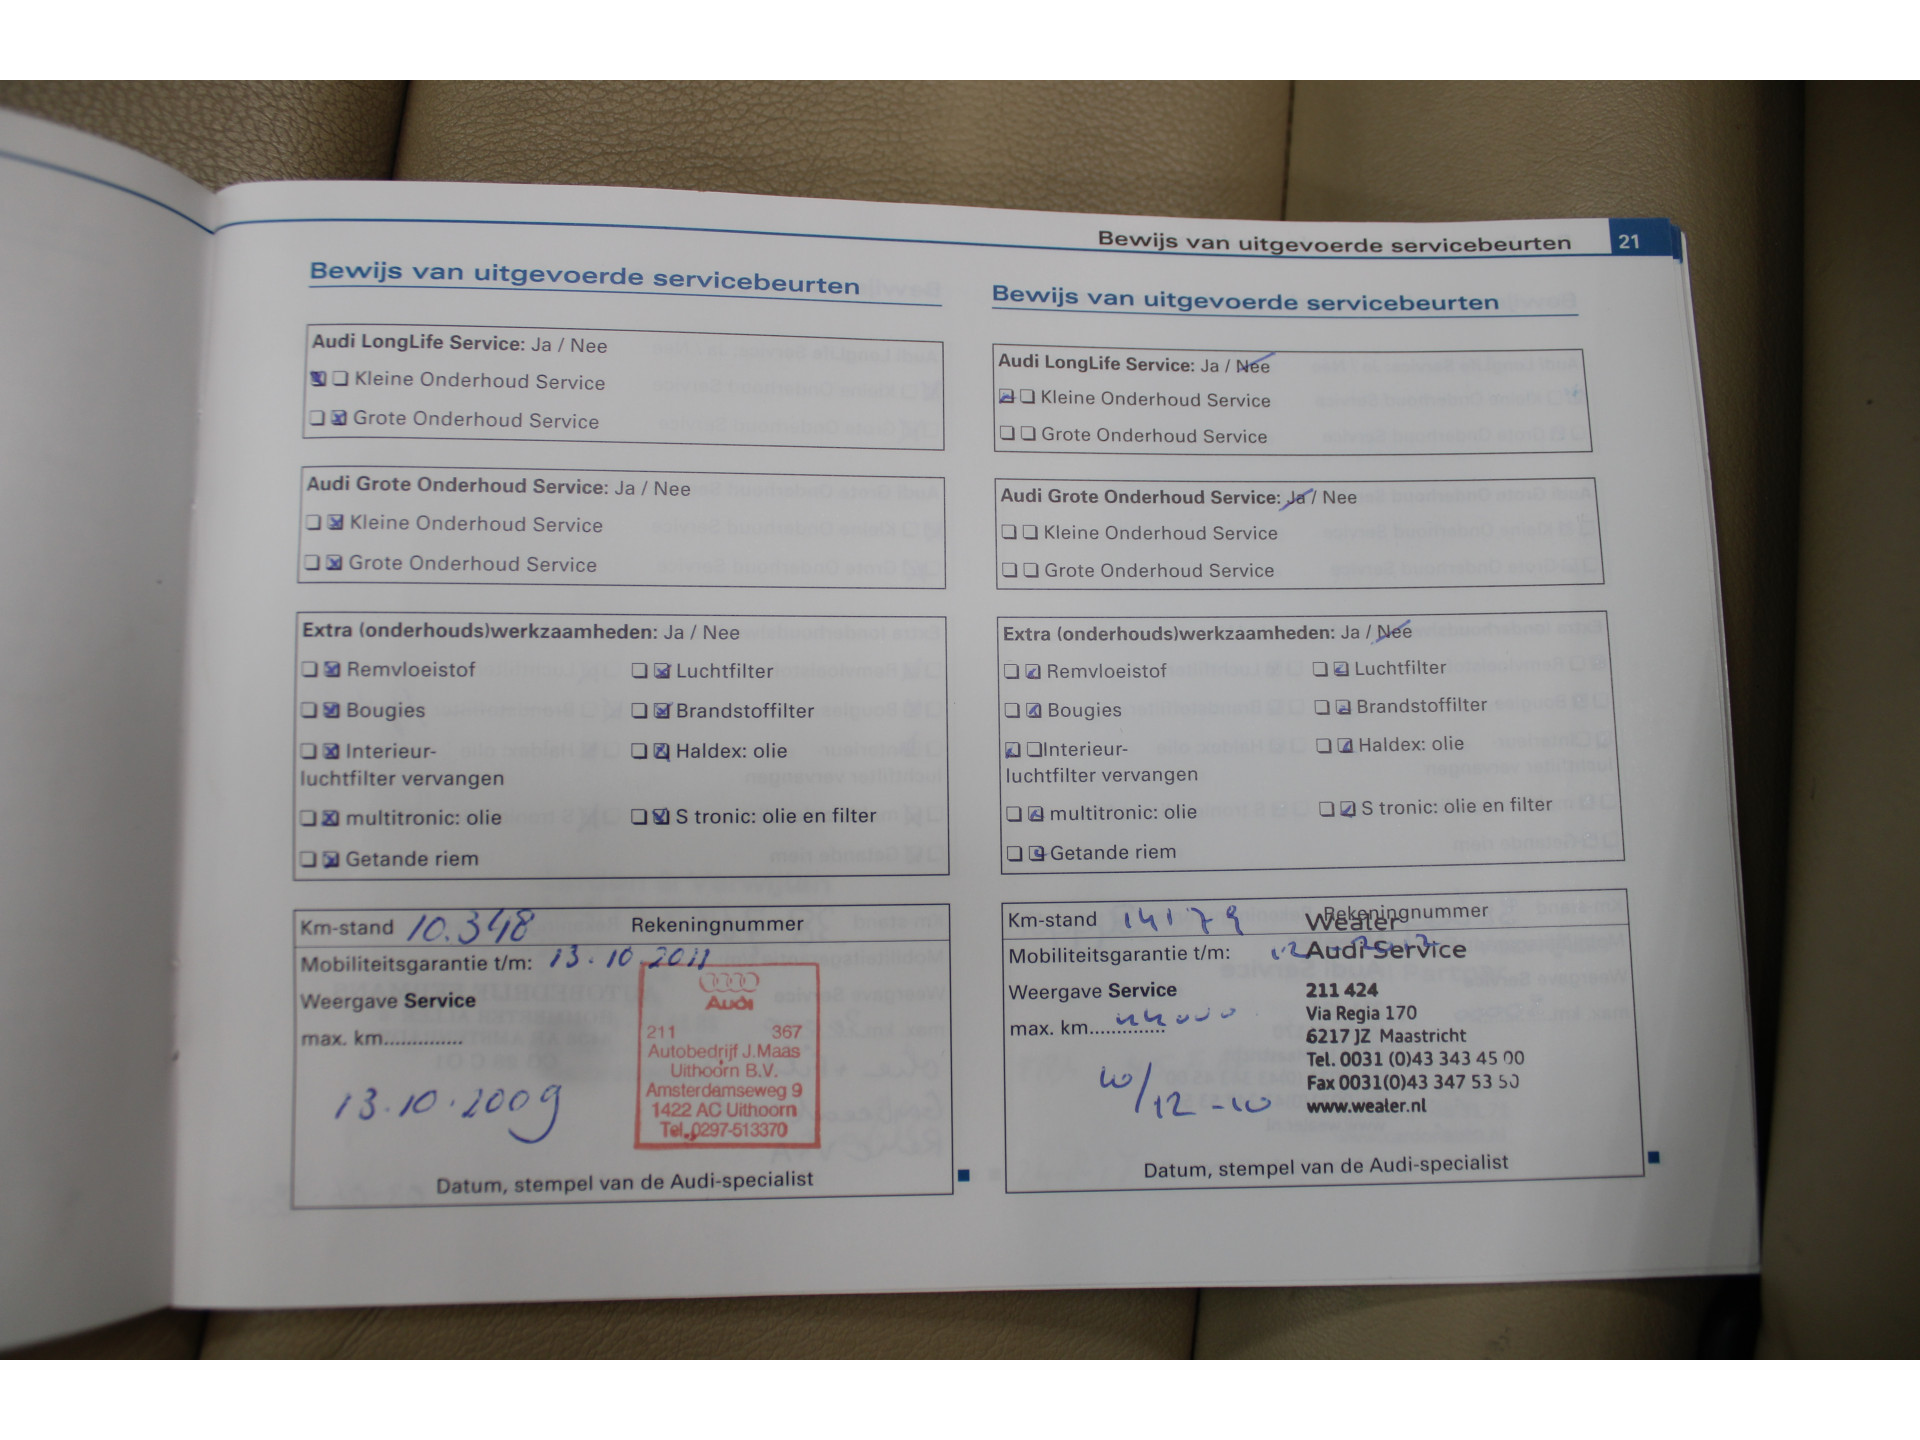 Bewijs van uitgevoerde servicebeurten 21
Bewijs van uitgevoerde servicebeurten
Audi LongLife Service: Ja / Nee
Kleine Onderhoud Service
Grote Onderhoud Service
Audi Grote Onderhoud Service: Ja / Nee
Kleine Onderhoud Service
Grote Onderhoud Service
Extra (onderhouds)werkzaamheden: Ja / Nee
Remvloeistof Luchtfilter
Bougies Brandstoffilter
Interieur- Haldex: olie
luchtfilter vervangen
multitronic: olie S tronic: olie en filter
Getande riem
Km-stand 10.348 Rekeningnummer
Mobiliteitsgarantie t/m: 13.10.2011
Weergave Service
max. km..............
13.10.2009
Audi
211 367
Autobedrijf J.Maas
Uithoorn B.V.
Amsterdamseweg 9
1422 AC Uithoorn
Tel. 0297-513370
Datum, stempel van de Audi-specialist
Bewijs van uitgevoerde servicebeurten
Audi LongLife Service: Ja / Nee
Kleine Onderhoud Service
Grote Onderhoud Service
Audi Grote Onderhoud Service: Ja / Nee
Kleine Onderhoud Service
Grote Onderhoud Service
Extra (onderhouds)werkzaamheden: Ja / Nee
Remvloeistof Luchtfilter
Bougies Brandstoffilter
Interieur- Haldex: olie
luchtfilter vervangen
multitronic: olie S tronic: olie en filter
Getande riem
Km-stand 14179 Rekeningnummer
Mobiliteitsgarantie t/m: 12-2012
Weergave Service
max. km..............
10/12-10
Wealer
Audi Service
211 424
Via Regia 170
6217 JZ Maastricht
Tel. 0031 (0)43 343 45 00
Fax 0031(0)43 347 53 50
www.wealer.nl
Datum, stempel van de Audi-specialist